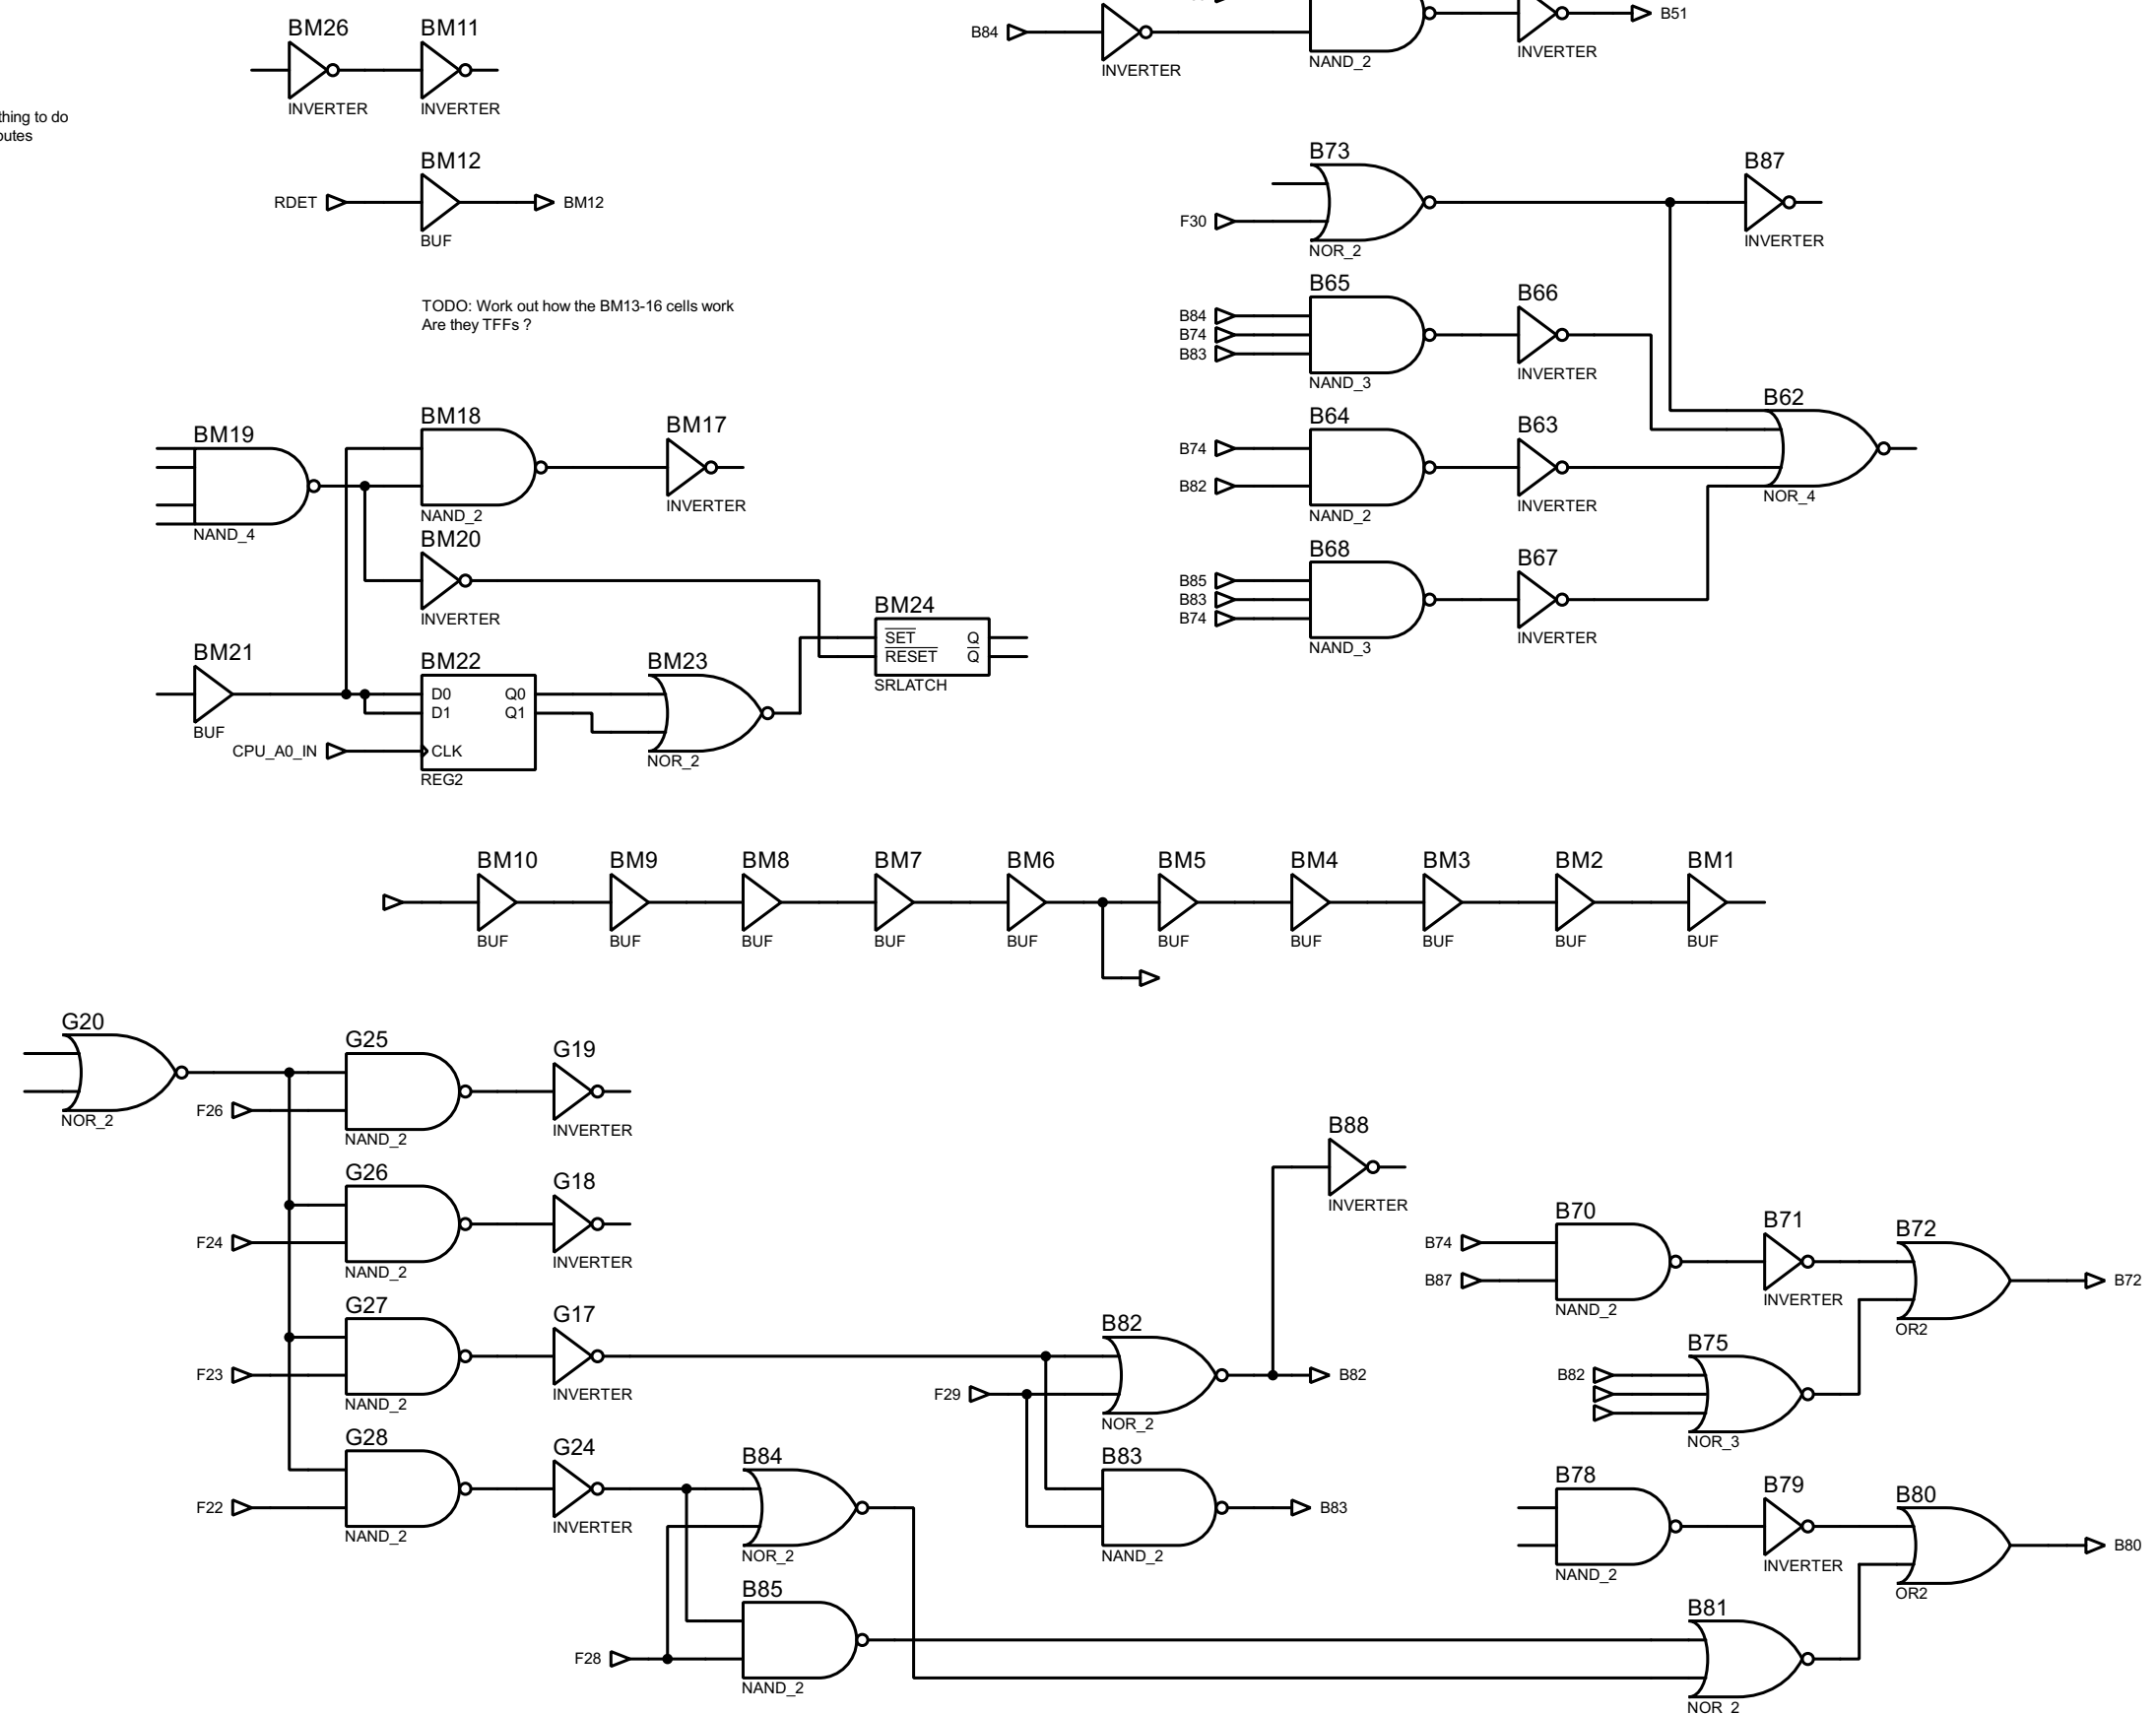 BM26
BM11
INVERTER
INVERTER
thing to do
outes
RDET
BM12
BUF
BM12
TODO: Work out how the BM13-16 cells work
Are they TFFs ?
BM19
NAND_4
BM18
NAND_2
BM17
INVERTER
BM20
INVERTER
BM21
BUF
CPU_A0_IN
BM22
D0
D1
CLK
Q0
Q1
REG2
BM23
NOR_2
BM24
SET
RESET
Q
Q
SRLATCH
B84
INVERTER
NAND_2
INVERTER
B51
B73
F30
NOR_2
B87
INVERTER
B65
B84
B74
B83
NAND_3
B66
INVERTER
B64
B74
B82
NAND_2
B63
INVERTER
B62
NOR_4
B68
B85
B83
B74
NAND_3
B67
INVERTER
BM10
BUF
BM9
BUF
BM8
BUF
BM7
BUF
BM6
BUF
BM5
BUF
BM4
BUF
BM3
BUF
BM2
BUF
BM1
BUF
G20
NOR_2
G25
F26
NAND_2
G19
INVERTER
G26
F24
NAND_2
G18
INVERTER
G27
F23
NAND_2
G17
INVERTER
G28
F22
NAND_2
G24
INVERTER
B84
NOR_2
B85
F28
NAND_2
B88
INVERTER
B82
F29
NOR_2
B82
B83
NAND_2
B83
B70
B74
B87
NAND_2
B71
INVERTER
B72
OR2
B72
B75
B82
NOR_3
B78
NAND_2
B79
INVERTER
B80
OR2
B80
B81
NOR_2